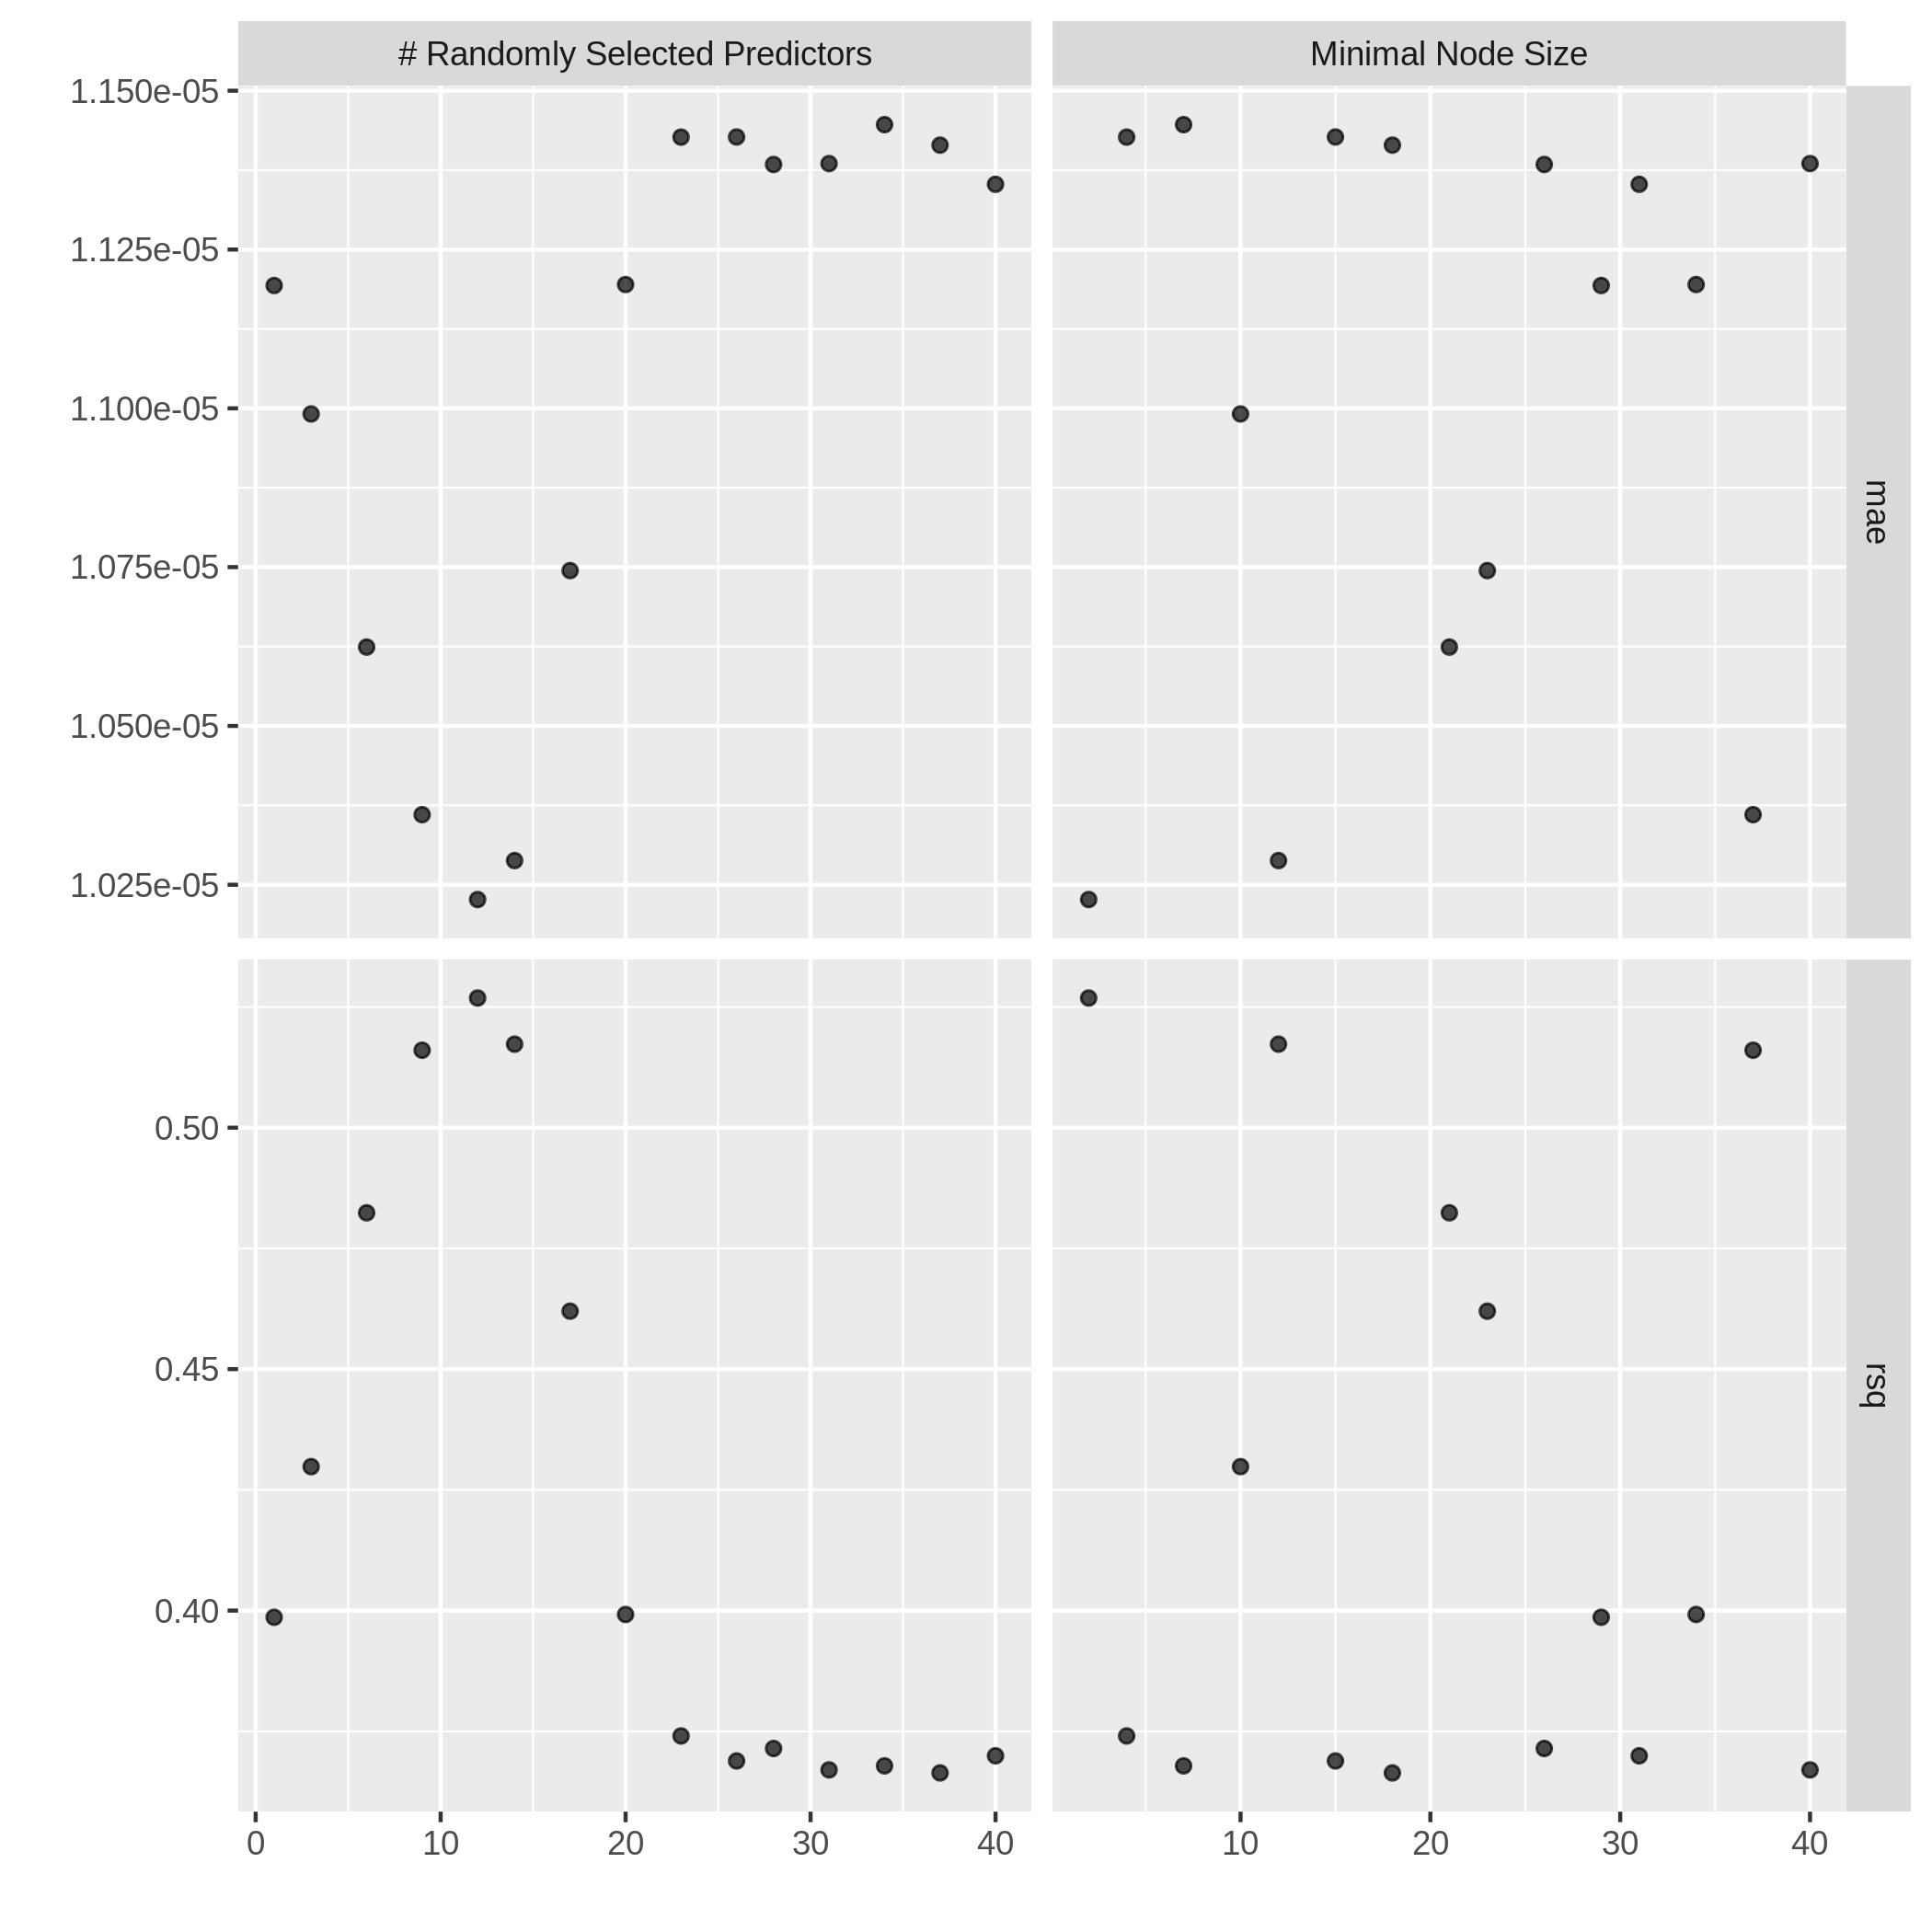 # Randomly Selected Predictors
Minimal Node Size
1.150e-05
1.125e-05
1.100e-05
1.075e-05
1.050e-05
1.025e-05
mae
0.50
0.45
0.40
rsq
0 10 20 30 40
10 20 30 40